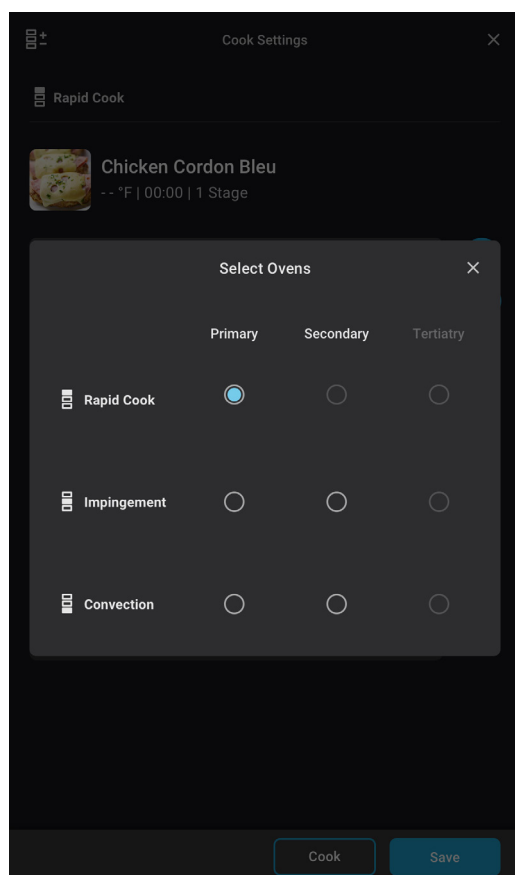 Cook Settings
Rapid Cook
Chicken Cordon Bleu
- - °F | 00:00 | 1 Stage
Select Ovens
Primary Secondary Tertiatry
Rapid Cook
Impingement
Convection
Cook Save